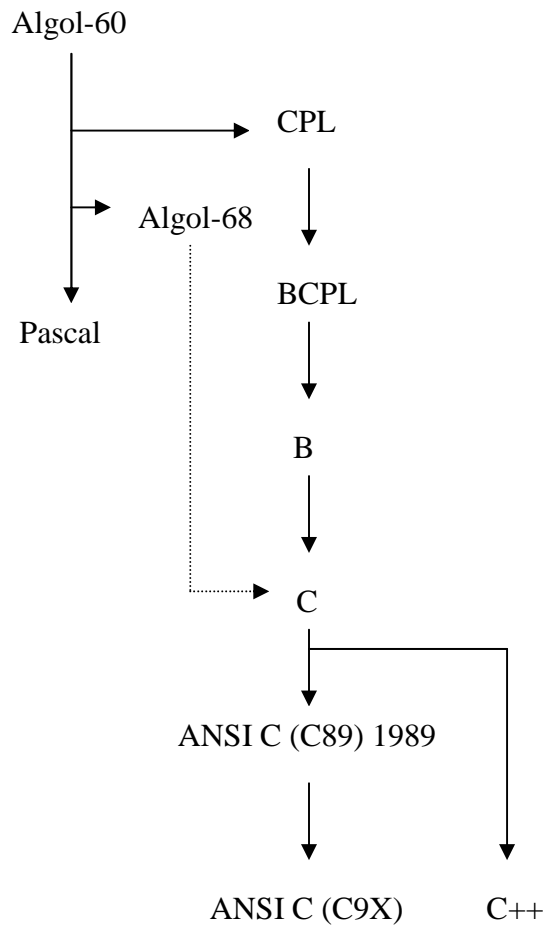 Algol-60
CPL
Algol-68
BCPL
Pascal
B
C
ANSI C (C89) 1989
ANSI C (C9X)
C++